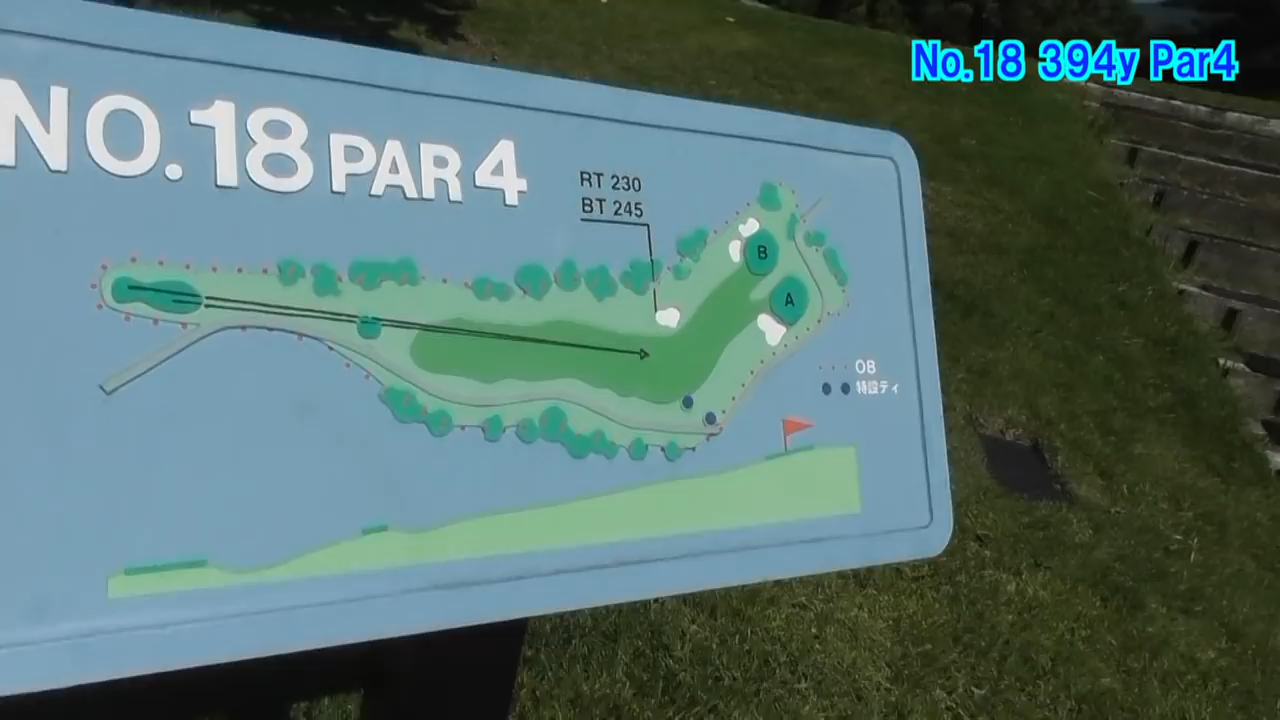 No.18 394y Par4
NO.18 PAR 4
RT 230
BT 245
B
A
OB
特設ティ